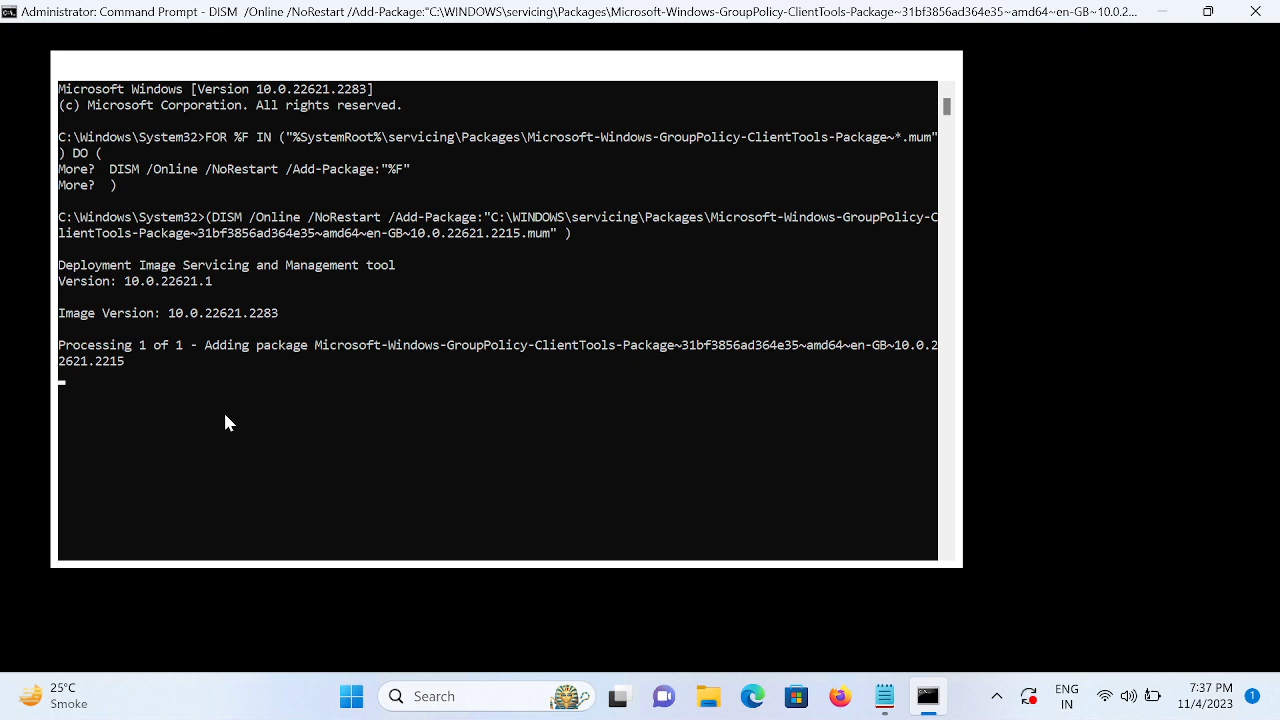 Administrator: Command Prompt - DISM  /Online /NoRestart //Add-Package:"C:\WINDOWS\servicing\Packages\Microsoft-Windows-GroupPolicy-ClientTools-Package~31bf3856ad364e35~amd64~en-GB~10.0.2...
Microsoft Windows [Version 10.0.22621.2283]
(c) Microsoft Corporation. All rights reserved.
C:\Windows\System32>FOR %F IN ("%SystemRoot%\servicing\Packages\Microsoft-Windows-GroupPolicy-ClientTools-Package~*.mum"
) DO (
More?  DISM /Online /NoRestart /Add-Package:"%F"
More?  )
C:\Windows\System32>(DISM /Online /NoRestart /Add-Package:"C:\WINDOWS\servicing\Packages\Microsoft-Windows-GroupPolicy-C
lientTools-Package~31bf3856ad364e35~amd64~en-GB~10.0.22621.2215.mum" )
Deployment Image Servicing and Management tool
Version: 10.0.22621.1
Image Version: 10.0.22621.2283
Processing 1 of 1 - Adding package Microsoft-Windows-GroupPolicy-ClientTools-Package~31bf3856ad364e35~amd64~en-GB~10.0.2
2621.2215
25°C
Smoke
Search
ENG
IN
7:37 PM
11/4/2023
1